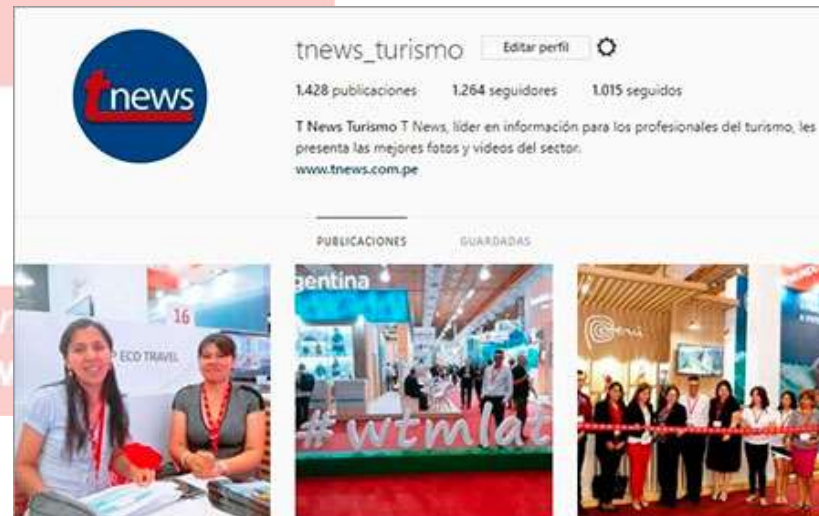 tnews
tnews_turismo Editar perfil
1.428 publicaciones 1.264 seguidores 1.015 seguidos
T News Turismo T News, líder en información para los profesionales del turismo, les
presenta las mejores fotos y videos del sector.
www.tnews.com.pe
PUBLICACIONES GUARDADAS
16
P ECO TRAVEL
gentina
#wtmlat
Perú